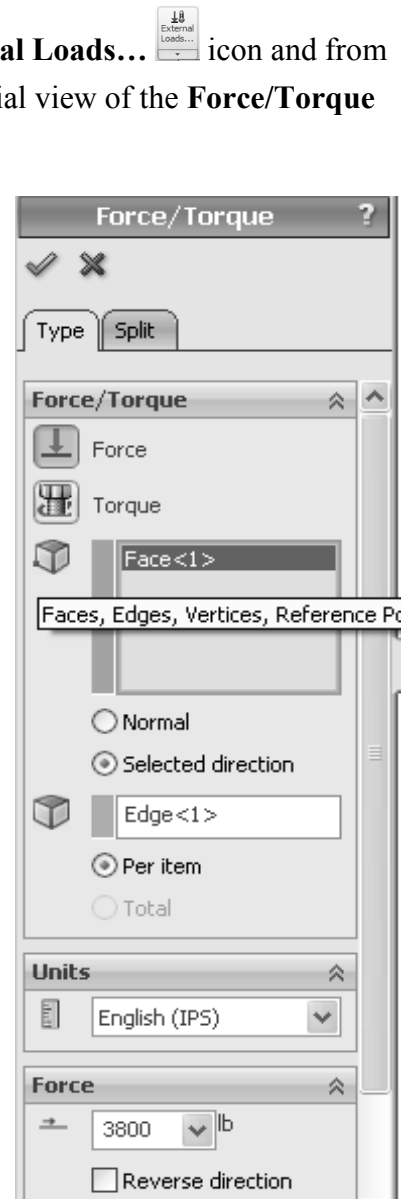 al Loads… External Loads... icon and from
ial view of the Force/Torque
Force/Torque ?
Type Split
Force/Torque
Force
Torque
Face<1>
Faces, Edges, Vertices, Reference Po
Normal
Selected direction
Edge<1>
Per item
Total
Units
English (IPS)
Force
3800 lb
Reverse direction